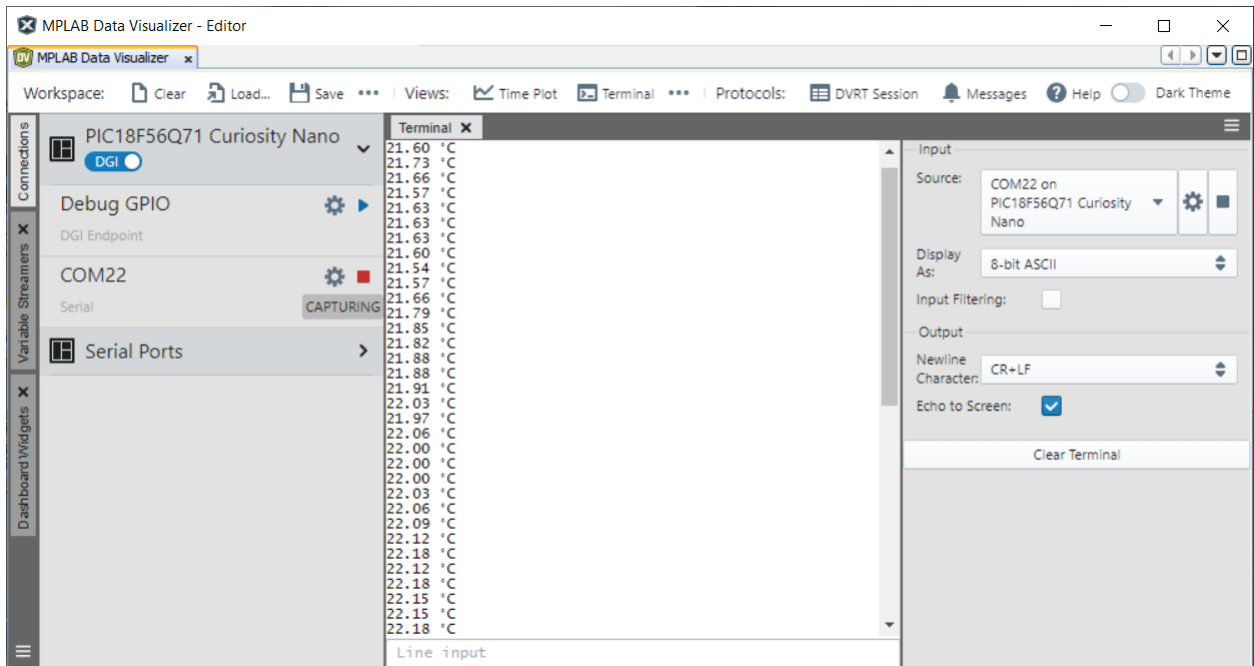 MPLAB Data Visualizer - Editor
MPLAB Data Visualizer
Workspace: Clear Load... Save Views: Time Plot Terminal Protocols: DVRT Session Messages Help Dark Theme
Connections
Variable Streamers
Dashboard Widgets
PIC18F56Q71 Curiosity Nano
DGI
Debug GPIO
DGI Endpoint
COM22
Serial
CAPTURING
Serial Ports
Terminal
21.60 °C
21.73 °C
21.66 °C
21.57 °C
21.63 °C
21.63 °C
21.63 °C
21.60 °C
21.54 °C
21.57 °C
21.66 °C
21.79 °C
21.85 °C
21.82 °C
21.88 °C
21.88 °C
21.91 °C
22.03 °C
21.97 °C
22.06 °C
22.00 °C
22.00 °C
22.00 °C
22.03 °C
22.06 °C
22.09 °C
22.12 °C
22.18 °C
22.12 °C
22.18 °C
22.15 °C
22.15 °C
22.18 °C
Line input
Input
Source:
COM22 on
PIC18F56Q71 Curiosity
Nano
Display
As:
8-bit ASCII
Input Filtering:
Output
Newline
Character:
CR+LF
Echo to Screen:
Clear Terminal